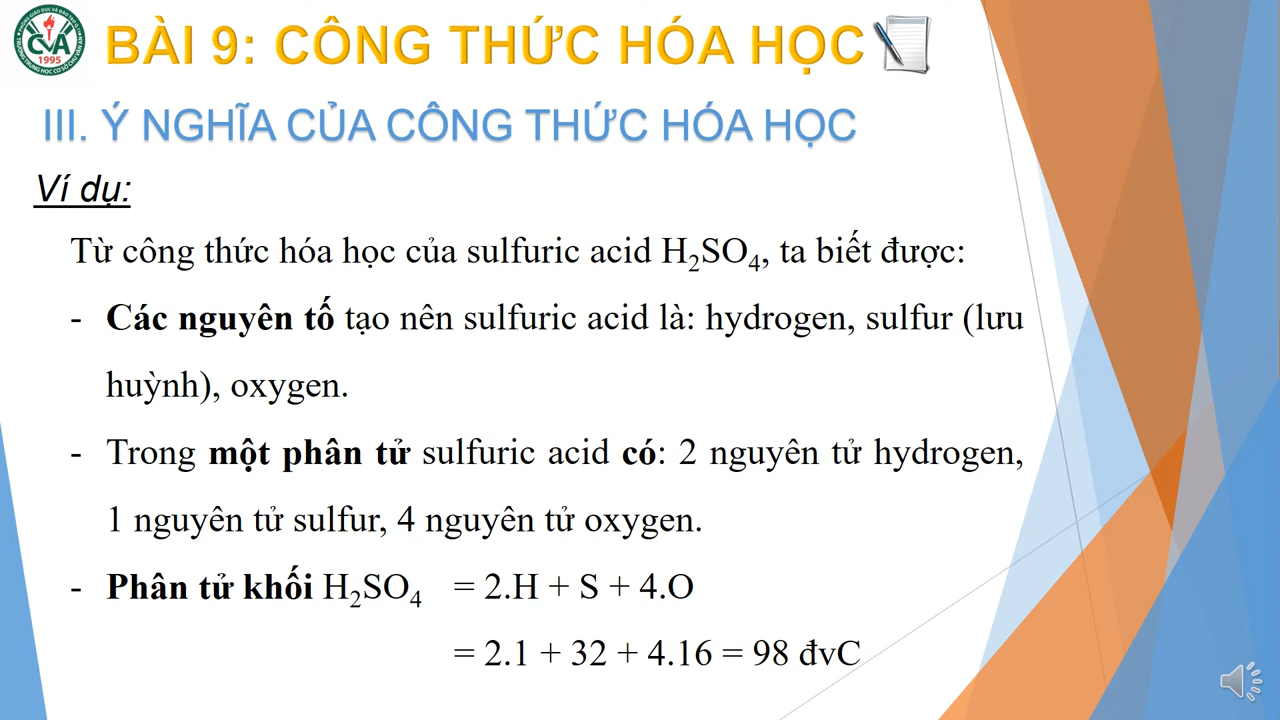 CVA
1995
BÀI 9: CÔNG THỨC HÓA HỌC
III. Ý NGHĨA CỦA CÔNG THỨC HÓA HỌC
Ví dụ:
Từ công thức hóa học của sulfuric acid H₂SO₄, ta biết được:
- Các nguyên tố tạo nên sulfuric acid là: hydrogen, sulfur (lưu
huỳnh), oxygen.
- Trong một phân tử sulfuric acid có: 2 nguyên tử hydrogen,
1 nguyên tử sulfur, 4 nguyên tử oxygen.
- Phân tử khối H₂SO₄ = 2.H + S + 4.O
= 2.1 + 32 + 4.16 = 98 đvC